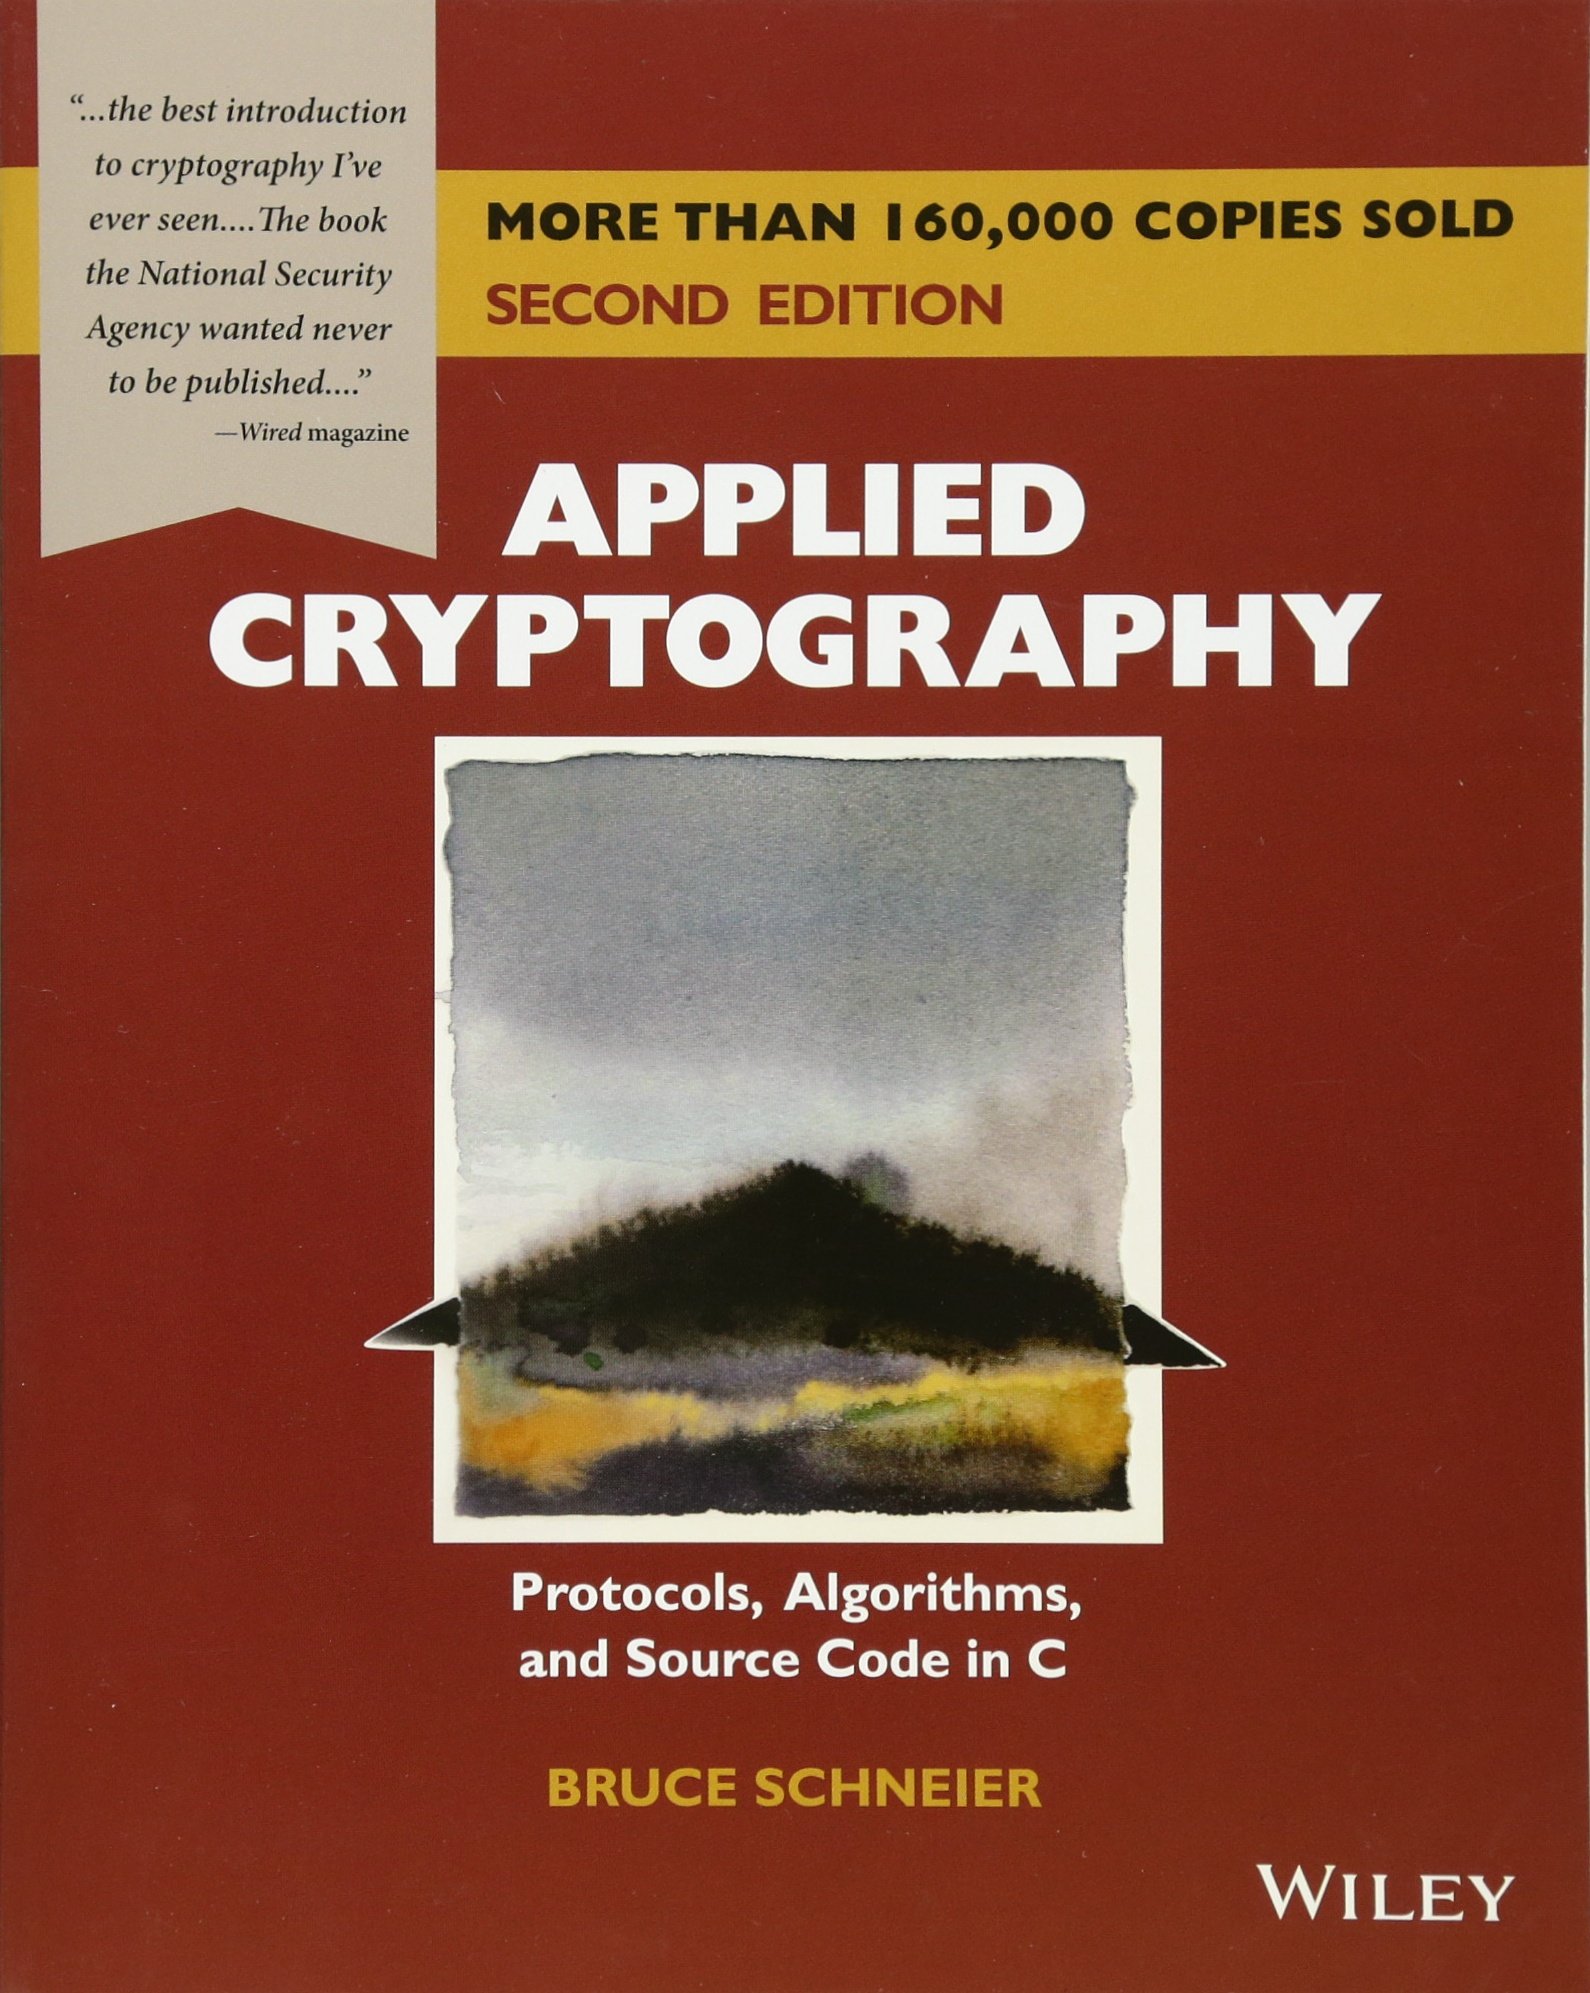 “...the best introduction
to cryptography I’ve
ever seen....The book
the National Security
Agency wanted never
to be published....”
—Wired magazine
MORE THAN 160,000 COPIES SOLD
SECOND EDITION
APPLIED
CRYPTOGRAPHY
Protocols, Algorithms,
and Source Code in C
BRUCE SCHNEIER
WILEY